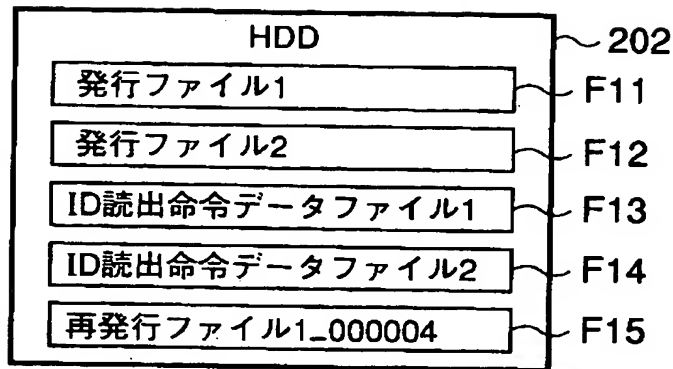 HDD 202
発行ファイル1 F11
発行ファイル2 F12
ID読出命令データファイル1 F13
ID読出命令データファイル2 F14
再発行ファイル1_000004 F15